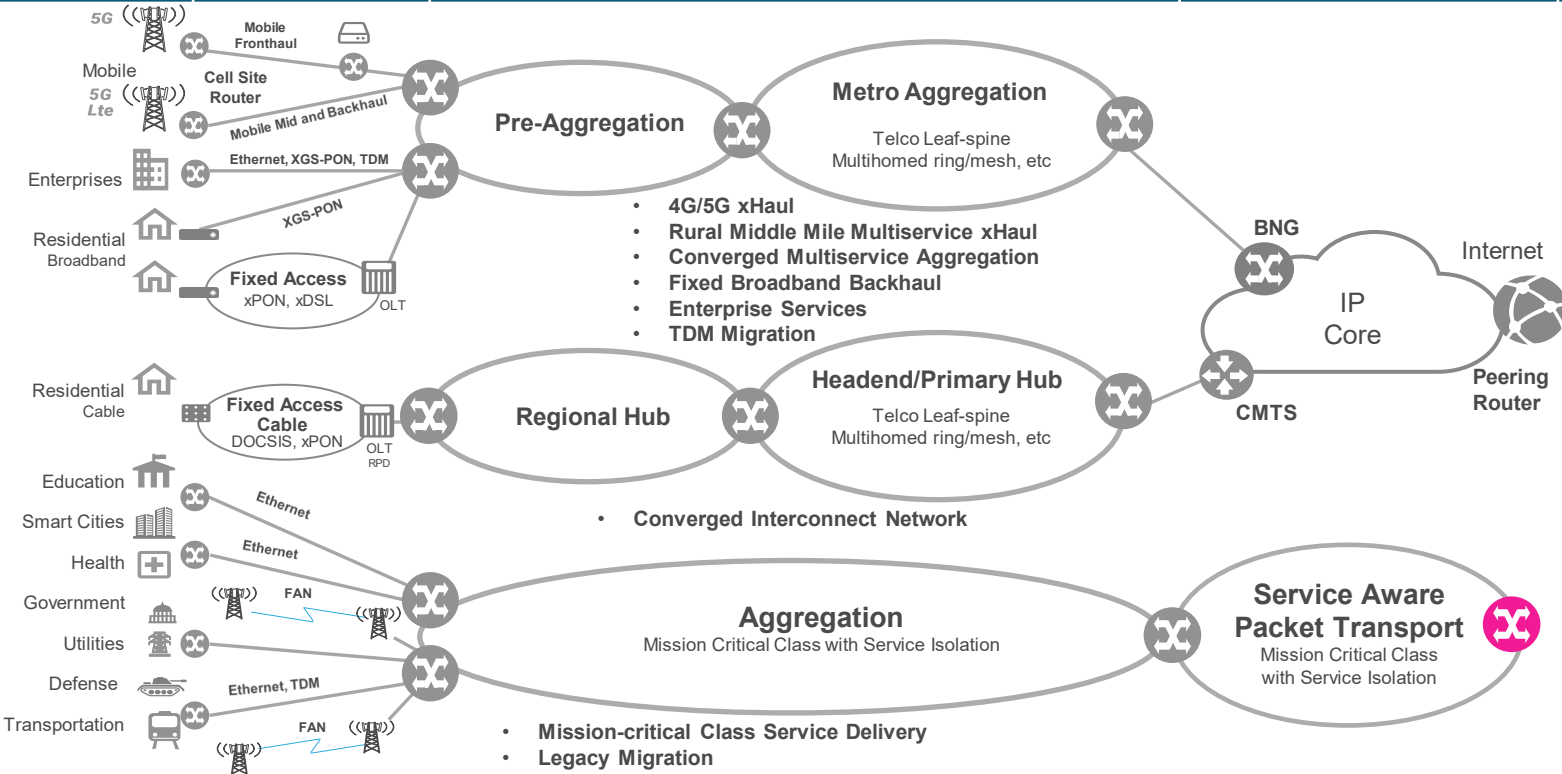 5G
Mobile
Fronthaul
Mobile
Cell Site
Router
5G
Lte
Mobile Mid and Backhaul
Pre-Aggregation
Metro Aggregation
Telco Leaf-spine
Multihomed ring/mesh, etc
Ethernet, XGS-PON, TDM
Enterprises
XGS-PON
Residential
Broadband
Fixed Access
xPON, xDSL
OLT
• 4G/5G xHaul
• Rural Middle Mile Multiservice xHaul
• Converged Multiservice Aggregation
• Fixed Broadband Backhaul
• Enterprise Services
• TDM Migration
BNG
Internet
IP
Core
Peering
Router
CMTS
Residential
Cable
Fixed Access
Cable
DOCSIS, xPON
OLT
RPD
Regional Hub
Headend/Primary Hub
Telco Leaf-spine
Multihomed ring/mesh, etc
• Converged Interconnect Network
Education
Ethernet
Smart Cities
Ethernet
Health
FAN
Government
Utilities
Defense
Ethernet, TDM
Transportation
FAN
Aggregation
Mission Critical Class with Service Isolation
Service Aware
Packet Transport
Mission Critical Class
with Service Isolation
• Mission-critical Class Service Delivery
• Legacy Migration